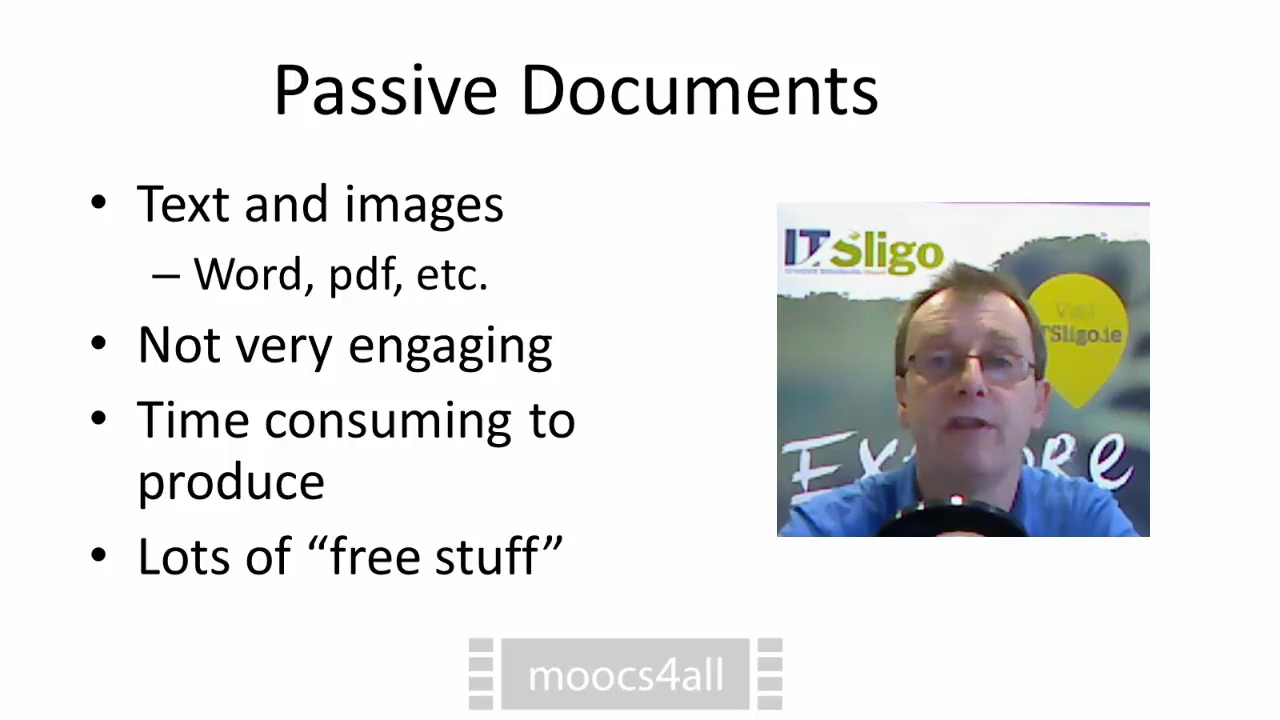 Passive Documents
• Text and images
– Word, pdf, etc.
• Not very engaging
• Time consuming to
produce
• Lots of “free stuff”
IT Sligo
Visit
ITSligo.ie
moocs4all